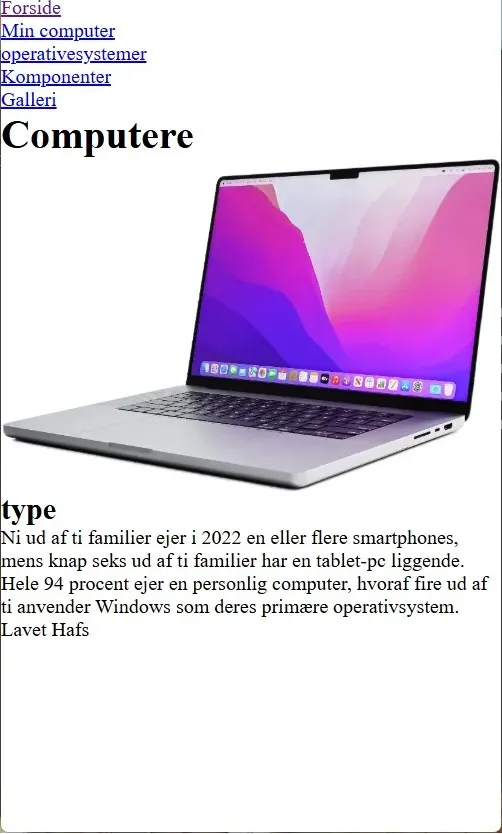 Forside
Min computer
operativesystemer
Komponenter
Galleri
Computere
type
Ni ud af ti familier ejer i 2022 en eller flere smartphones,
mens knap seks ud af ti familier har en tablet-pc liggende.
Hele 94 procent ejer en personlig computer, hvoraf fire ud af
ti anvender Windows som deres primære operativsystem.
Lavet Hafs